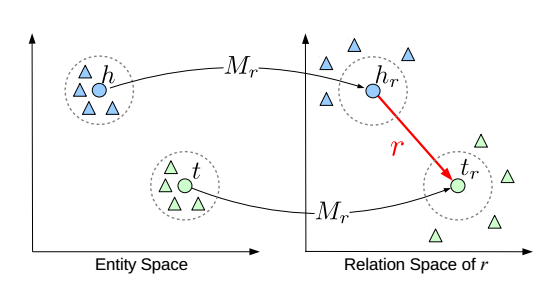 h
M_r
h_r
r
t
t_r
M_r
Entity Space
Relation Space of r